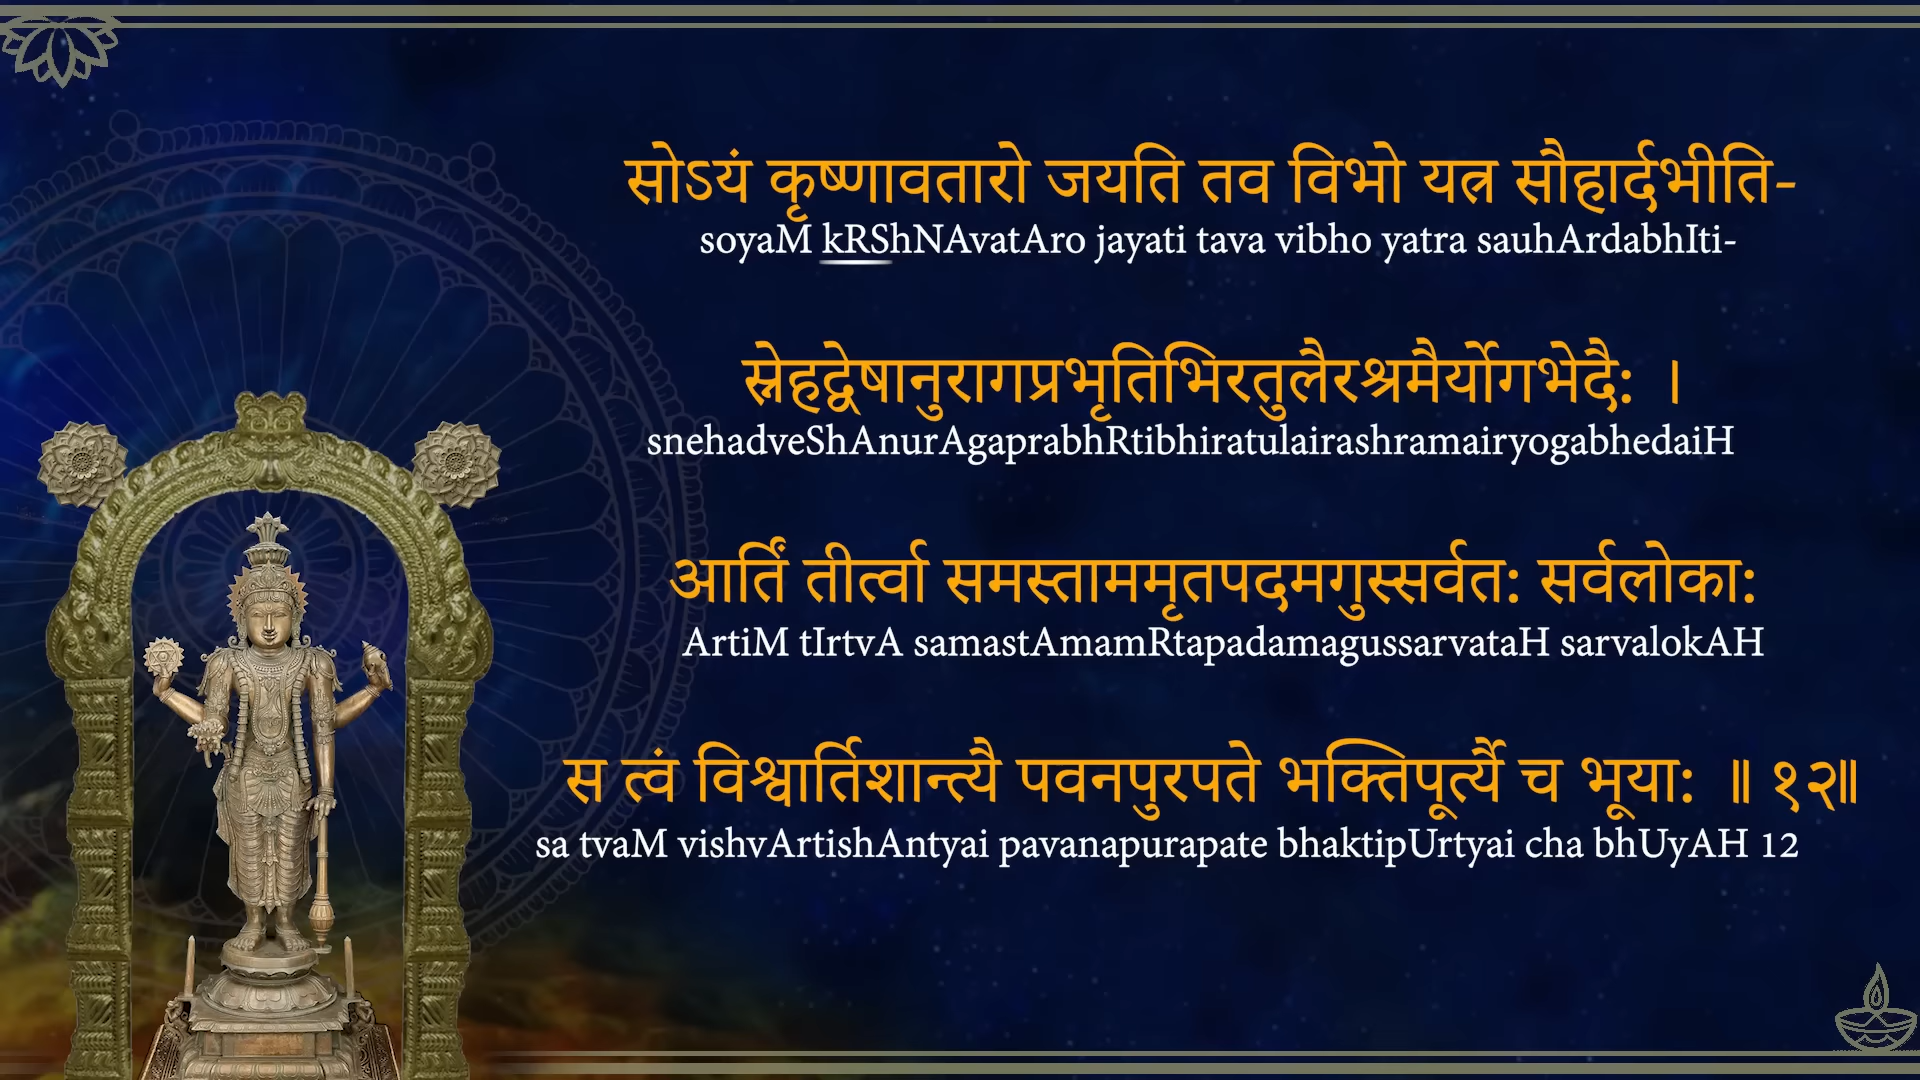 सोऽयं कृष्णावतारो जयति तव विभो यत्र सौहार्दभीति-
soyaM kRShNAvatAro jayati tava vibho yatra sauhArdabhIti-
स्नेहद्वेषानुरागप्रभृतिभिरतुलैरश्रमैर्योगभेदै: ।
snehadveShAnurAgaprabhRtibhiratulairashramairyogabhedaiH
आर्तिं तीर्त्वा समस्ताममृतपदमगुस्सर्वत: सर्वलोका:
ArtiM tIrtvA samastAmamRtapadamagussarvataH sarvalokAH
स त्वं विश्वार्तिशान्त्यै पवनपुरपते भक्तिपूर्त्यै च भूया: ॥ १२॥
sa tvaM vishvArtishAntyai pavanapurapate bhaktipUrtyai cha bhUyAH 12